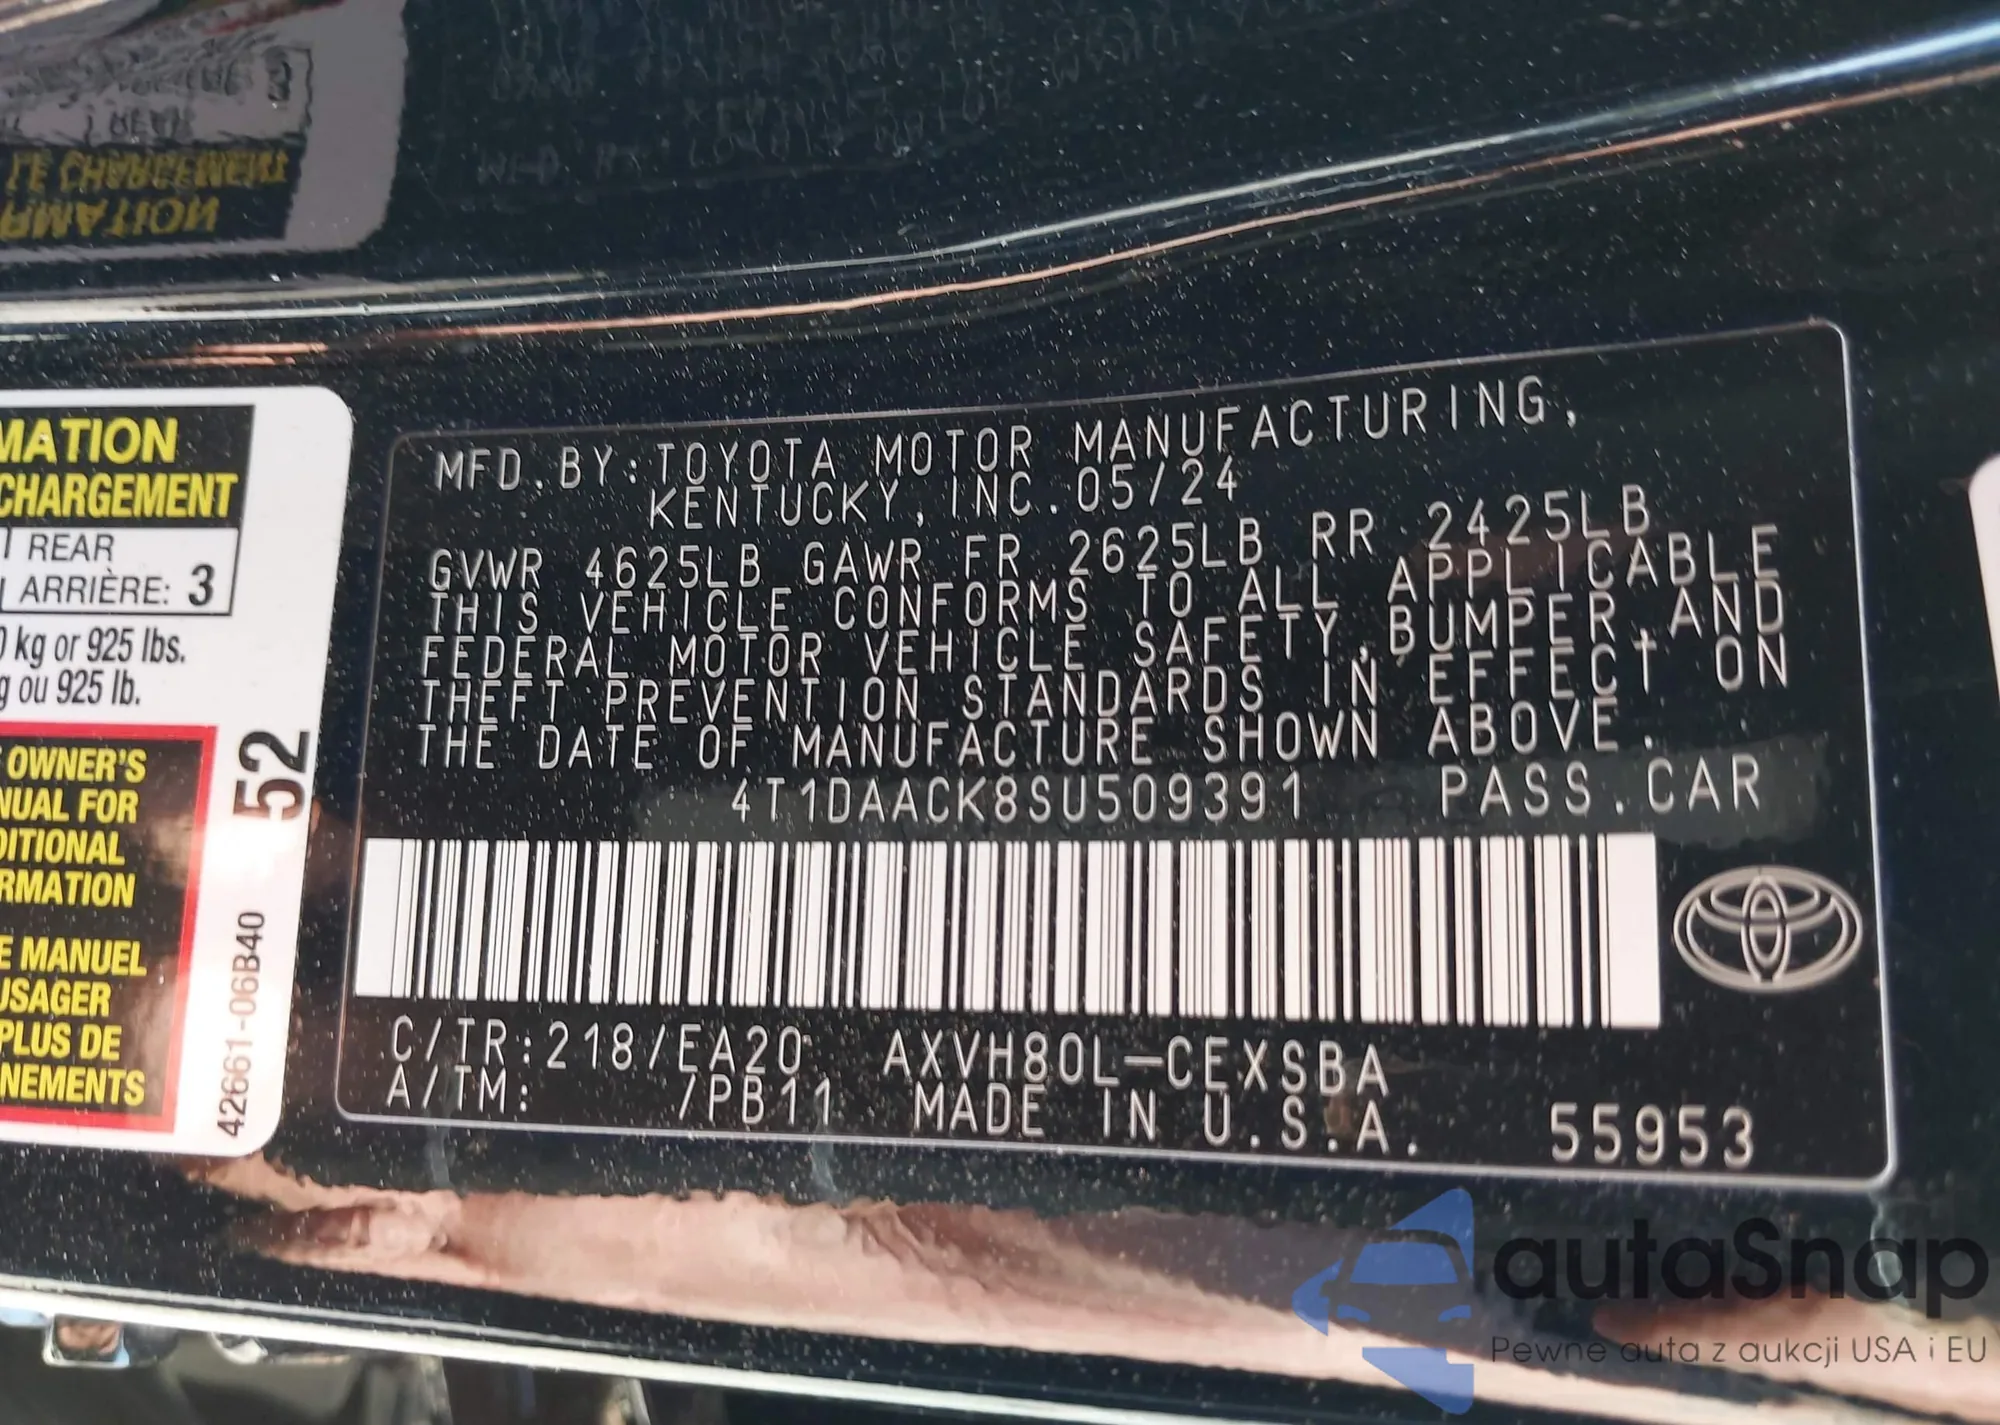 MATION
CHARGEMENT
REAR
ARRIÈRE: 3
kg or 925 lbs.
g ou 925 lb.
OWNER'S
NUAL FOR
DITIONAL
RMATION
E MANUEL
USAGER
PLUS DE
NEMENTS
52
42661-06B40
MFD.BY:TOYOTA MOTOR MANUFACTURING,
KENTUCKY,INC.05/24
GVWR 4625LB GAWR FR 2625LB RR 2425LB
THIS VEHICLE CONFORMS TO ALL APPLICABLE
FEDERAL MOTOR VEHICLE SAFETY,BUMPER,AND
THEFT PREVENTION STANDARDS IN EFFECT ON
THE DATE OF MANUFACTURE SHOWN ABOVE.
4T1DAACK8SU509391 PASS.CAR
C/TR:218/EA20 AXVH80L-CEXSBA
A/TM: /PB11 MADE IN U.S.A. 55953
autaSnap
Pewne auta z aukcji USA i EU